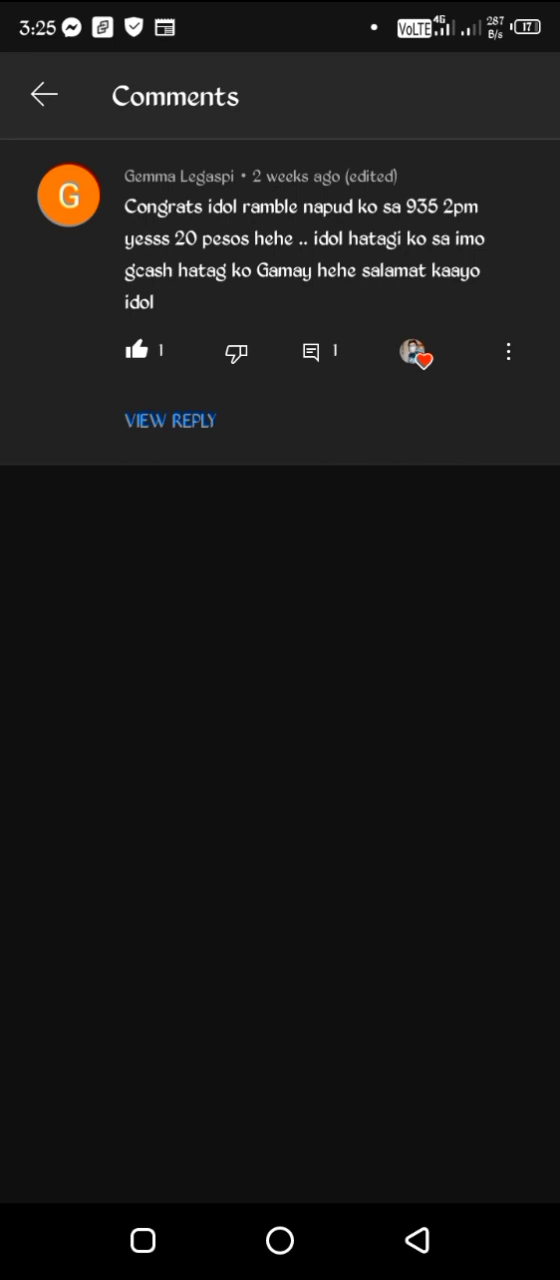 3:25
VoLTE 4G 287 B/s 17
Comments
G
Gemma Legaspi • 2 weeks ago (edited)
Congrats idol ramble napud ko sa 935 2pm
yesss 20 pesos hehe .. idol hatagi ko sa imo
gcash hatag ko Gamay hehe salamat kaayo
idol
1 1
VIEW REPLY